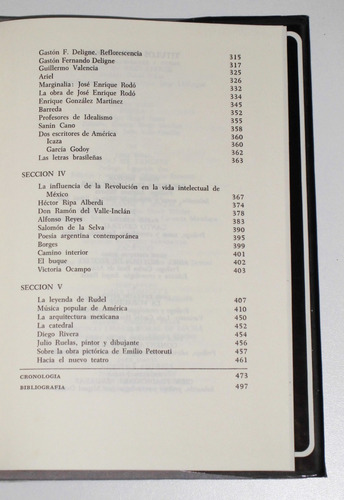 Gastón F. Deligne. Reflorescencia 315
Gastón Fernando Deligne 317
Guillermo Valencia 325
Ariel 326
Marginalia: José Enrique Rodó 332
La obra de José Enrique Rodó 334
Enrique González Martínez 345
Barreda 352
Profesores de Idealismo 355
Sanín Cano 358
Dos escritores de América 360
Icaza 360
García Godoy 362
Las letras brasileñas 363
SECCION IV
La influencia de la Revolución en la vida intelectual de
México 367
Héctor Ripa Alberdi 374
Don Ramón del Valle-Inclán 378
Alfonso Reyes 383
Salomón de la Selva 390
Poesía argentina contemporánea 395
Borges 399
Camino interior 401
El buque 402
Victoria Ocampo 403
SECCION V
La leyenda de Rudel 407
Música popular de América 410
La arquitectura mexicana 450
La catedral 452
Diego Rivera 454
Julio Ruelas, pintor y dibujante 456
Sobre la obra pictórica de Emilio Pettoruti 457
Hacia el nuevo teatro 461
CRONOLOGIA 473
BIBLIOGRAFIA 497